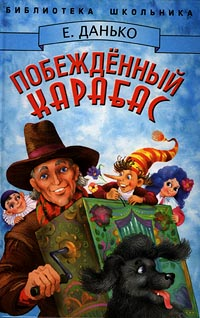 БИБЛИОТЕКА ШКОЛЬНИКА
Е. ДАНЬКО
ПОБЕЖДЁННЫЙ
КАРАБАС